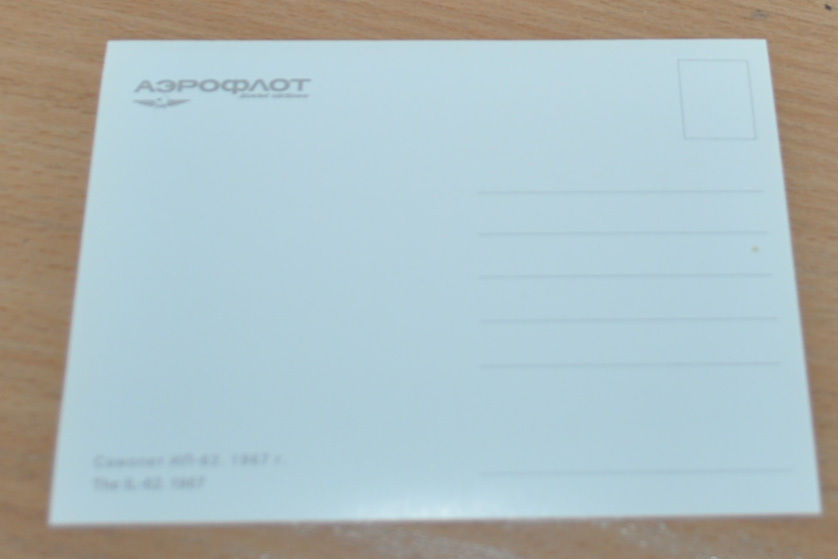 АЭРОФЛОТ
Самолет ИЛ-62. 1967 г.
The IL-62. 1967